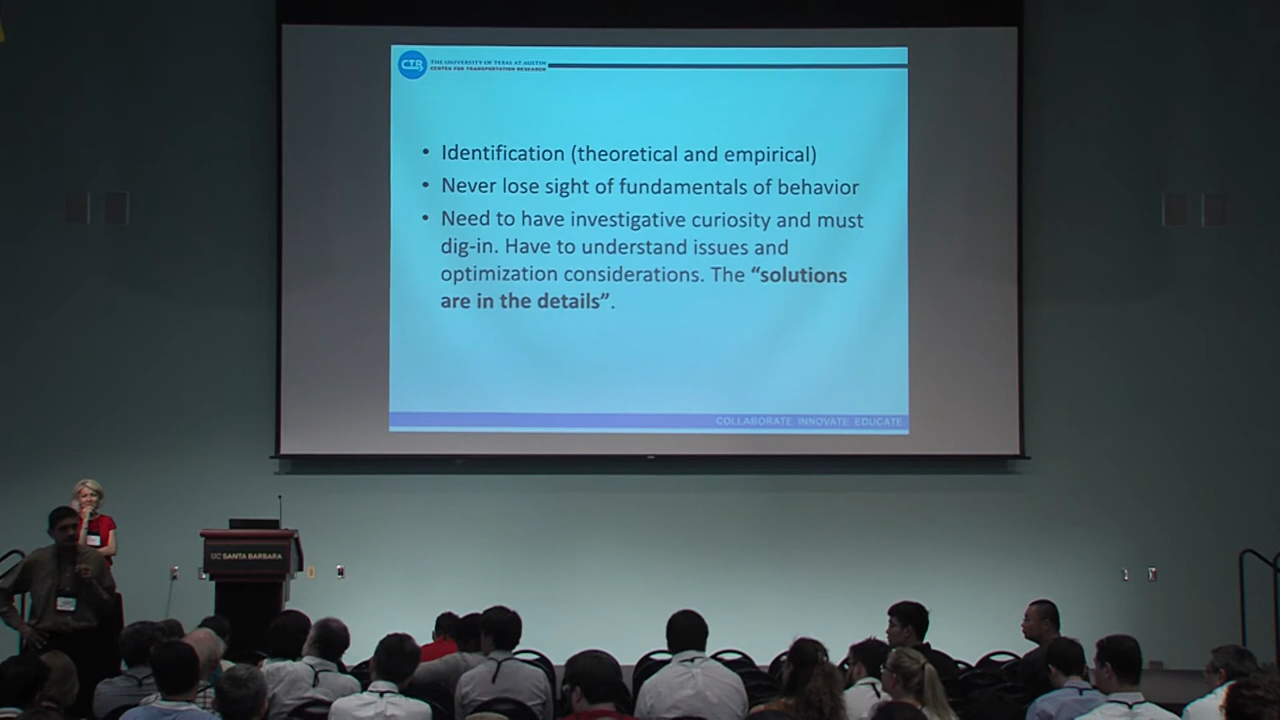 CTR
THE UNIVERSITY OF TEXAS AT AUSTIN
CENTER FOR TRANSPORTATION RESEARCH
• Identification (theoretical and empirical)
• Never lose sight of fundamentals of behavior
• Need to have investigative curiosity and must
dig-in. Have to understand issues and
optimization considerations. The “solutions
are in the details”.
COLLABORATE. INNOVATE. EDUCATE
UC SANTA BARBARA